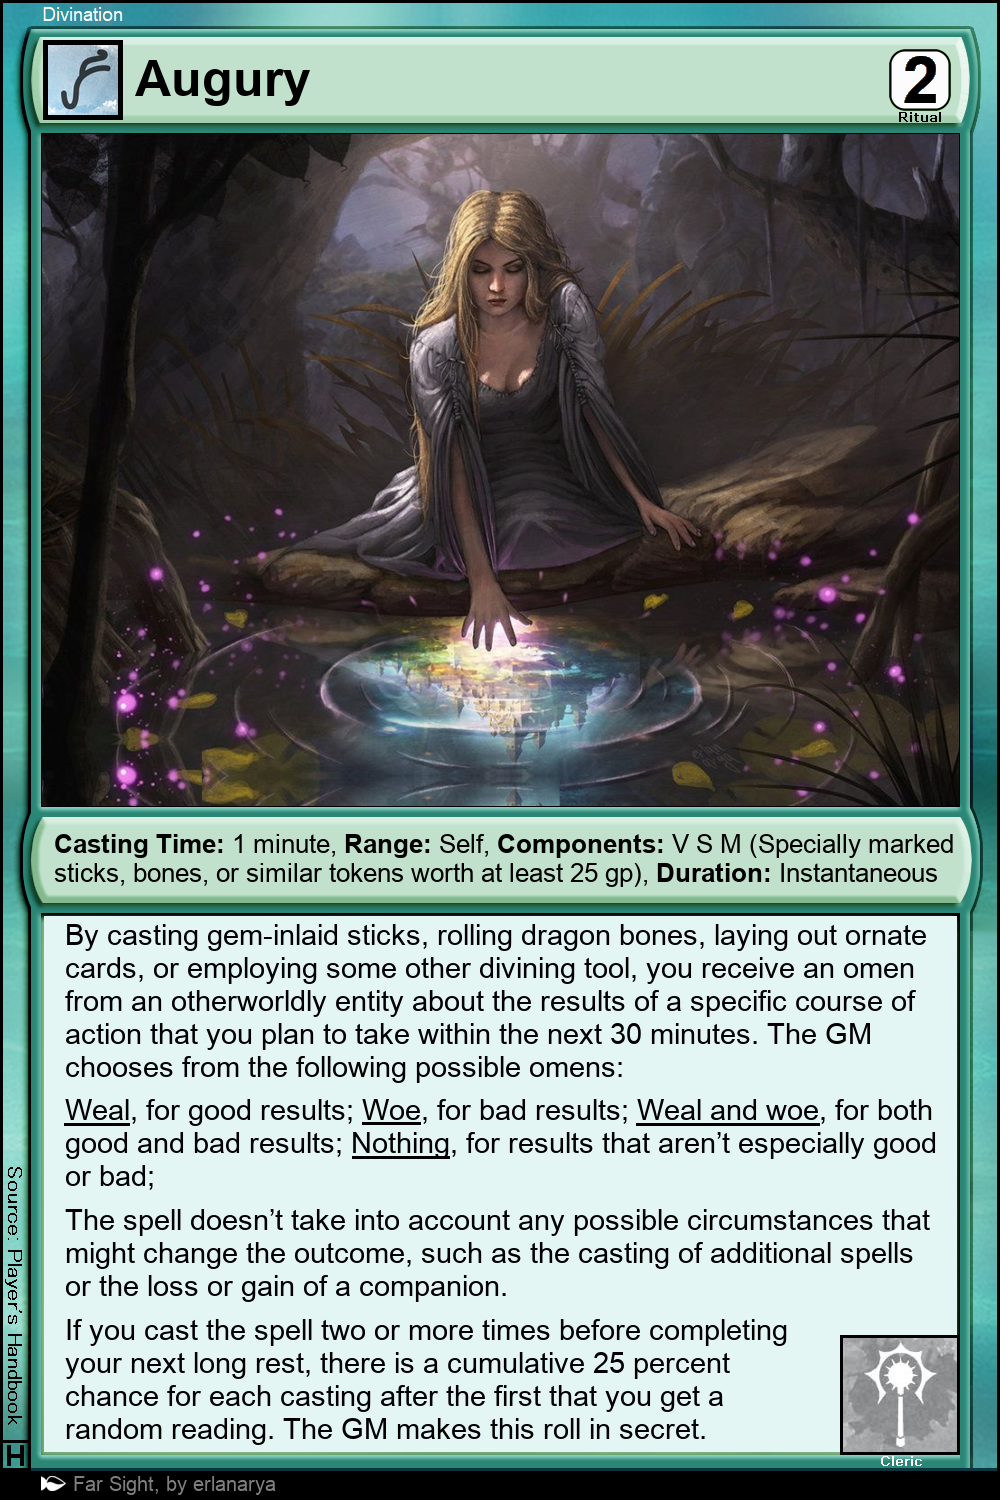 Divination
Augury
2
Ritual
Casting Time: 1 minute, Range: Self, Components: V S M (Specially marked
sticks, bones, or similar tokens worth at least 25 gp), Duration: Instantaneous
By casting gem-inlaid sticks, rolling dragon bones, laying out ornate
cards, or employing some other divining tool, you receive an omen
from an otherworldly entity about the results of a specific course of
action that you plan to take within the next 30 minutes. The GM
chooses from the following possible omens:
Weal, for good results; Woe, for bad results; Weal and woe, for both
good and bad results; Nothing, for results that aren’t especially good
or bad;
The spell doesn’t take into account any possible circumstances that
might change the outcome, such as the casting of additional spells
or the loss or gain of a companion.
If you cast the spell two or more times before completing
your next long rest, there is a cumulative 25 percent
chance for each casting after the first that you get a
random reading. The GM makes this roll in secret.
Cleric
Source: Player’s Handbook
H
Far Sight, by erlanarya